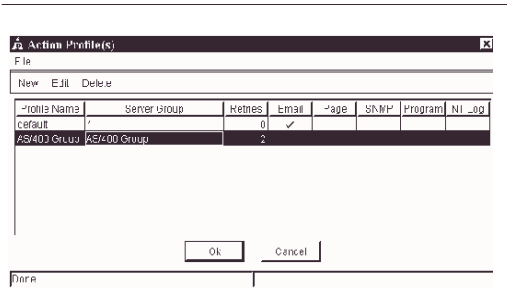 Action Profile(s)
File
New Edit Delete
Profile Name Server Group Retries Email Page SNMP Program NT Log
default * 0 ✓
AS/400 Group AS/400 Group 2
Ok Cancel
Done